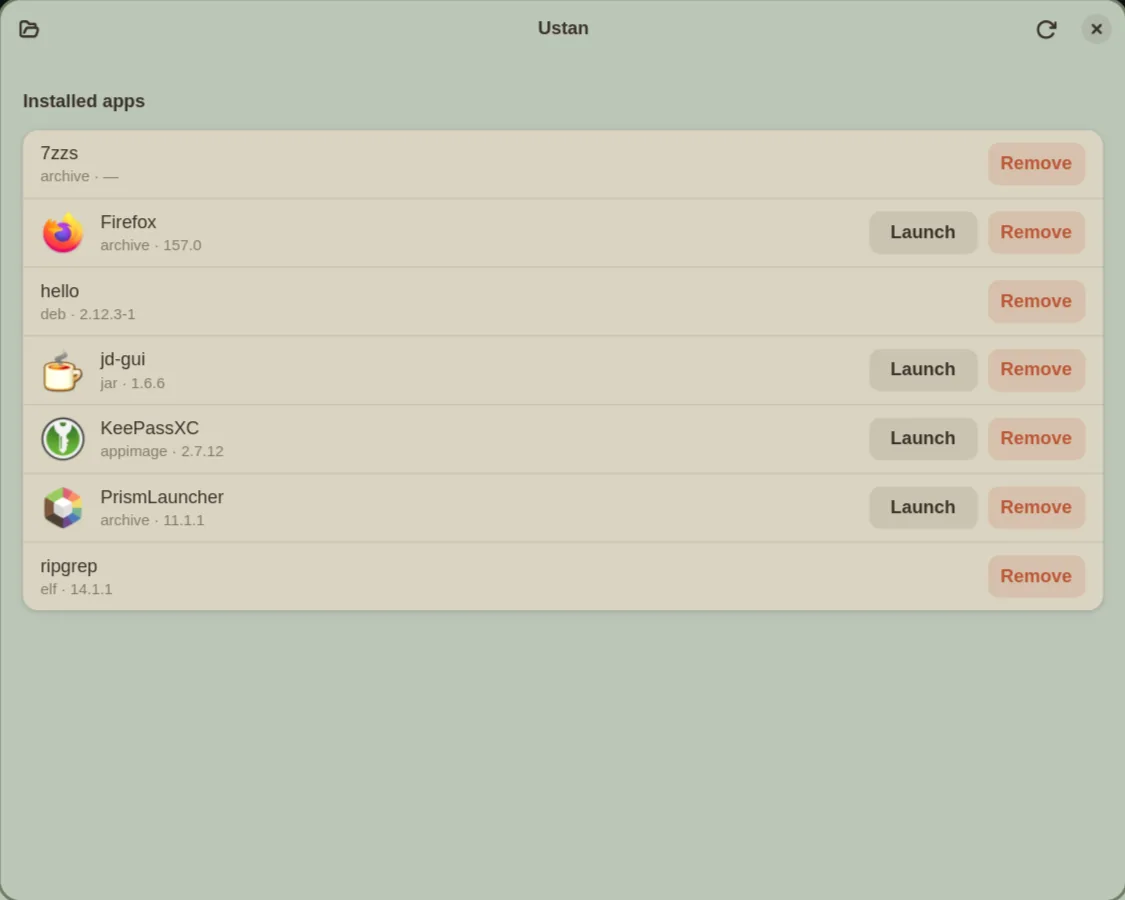 Ustan
Installed apps
7zzs
archive · —
Remove
Firefox
archive · 157.0
Launch
Remove
hello
deb · 2.12.3-1
Remove
jd-gui
jar · 1.6.6
Launch
Remove
KeePassXC
appimage · 2.7.12
Launch
Remove
PrismLauncher
archive · 11.1.1
Launch
Remove
ripgrep
elf · 14.1.1
Remove